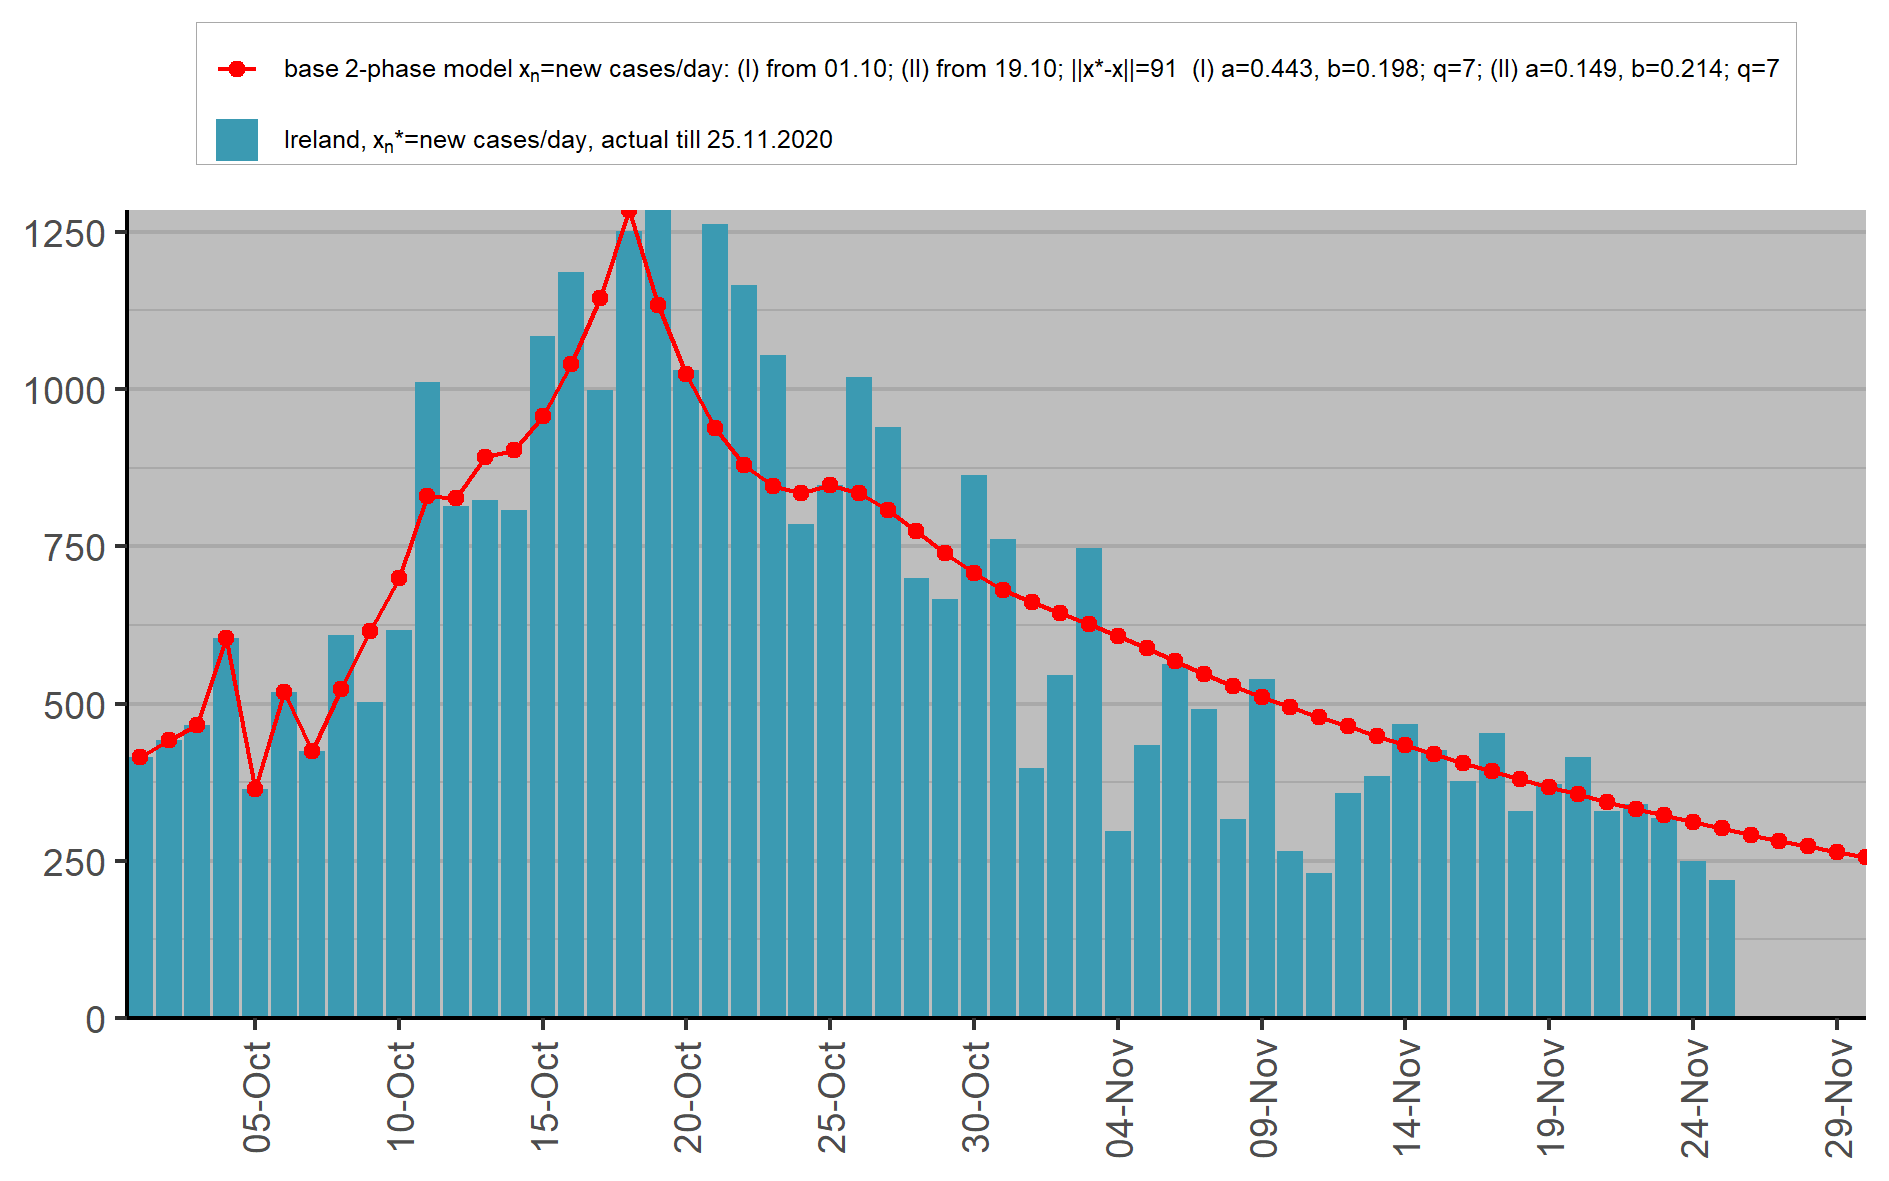 base 2-phase model xₙ=new cases/day: (I) from 01.10; (II) from 19.10; ||x*-x||=91  (I) a=0.443, b=0.198; q=7; (II) a=0.149, b=0.214; q=7
Ireland, xₙ*=new cases/day, actual till 25.11.2020
1250
1000
750
500
250
0
05-Oct
10-Oct
15-Oct
20-Oct
25-Oct
30-Oct
04-Nov
09-Nov
14-Nov
19-Nov
24-Nov
29-Nov